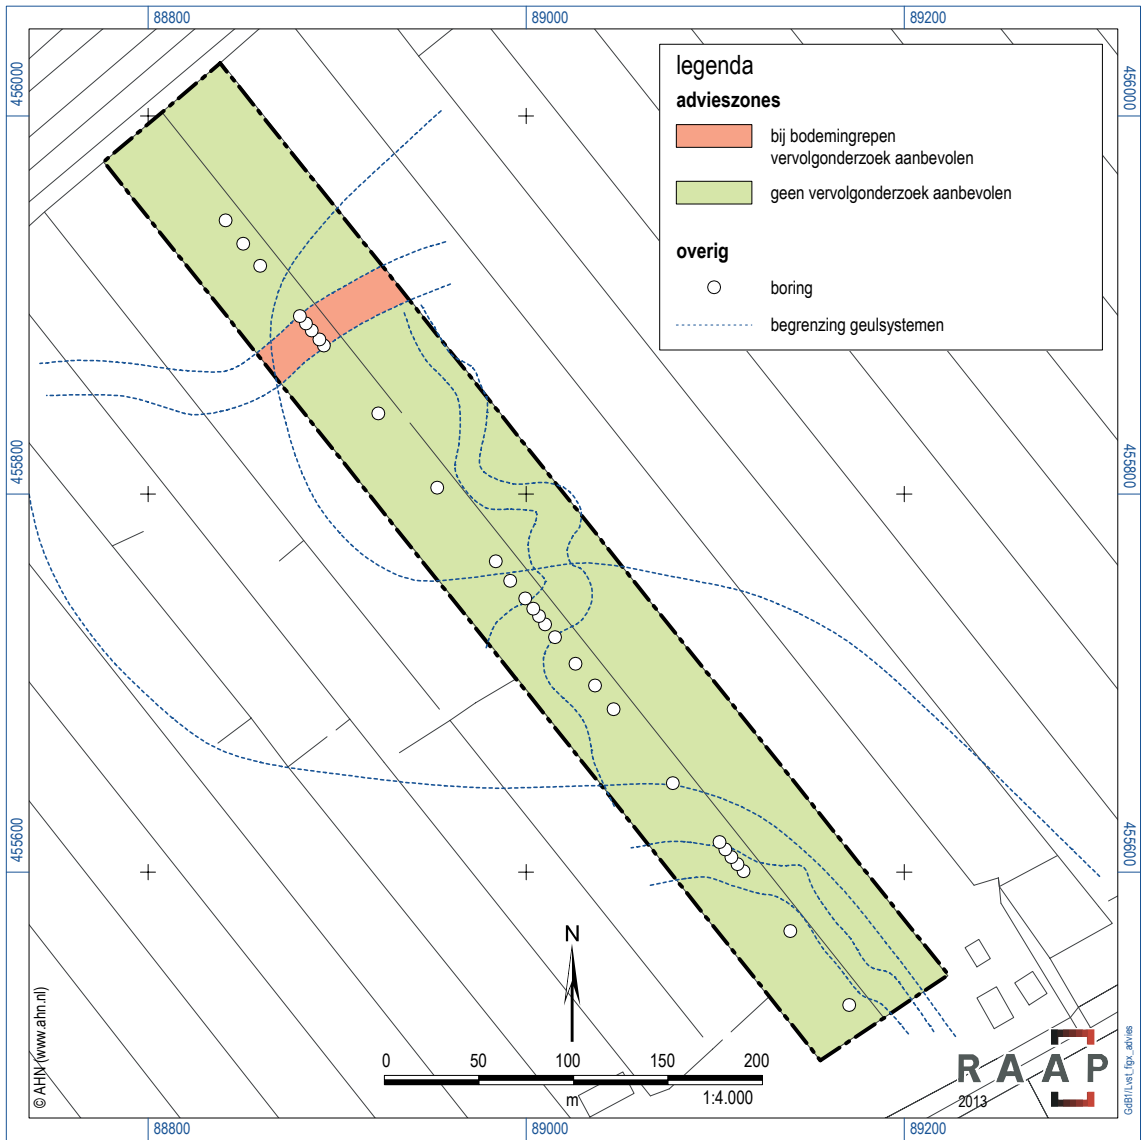 88800
89000
89200
456000
456000
legenda
advieszones
bij bodemingrepen
vervolgonderzoek aanbevolen
geen vervolgonderzoek aanbevolen
overig
boring
begrenzing geulsystemen
455800
455800
455600
455600
N
0 50 100 150 200
m 1:4.000
© AHN (www.ahn.nl)
RAAP
2013
GdB1/Lvst_figx_advies
88800
89000
89200